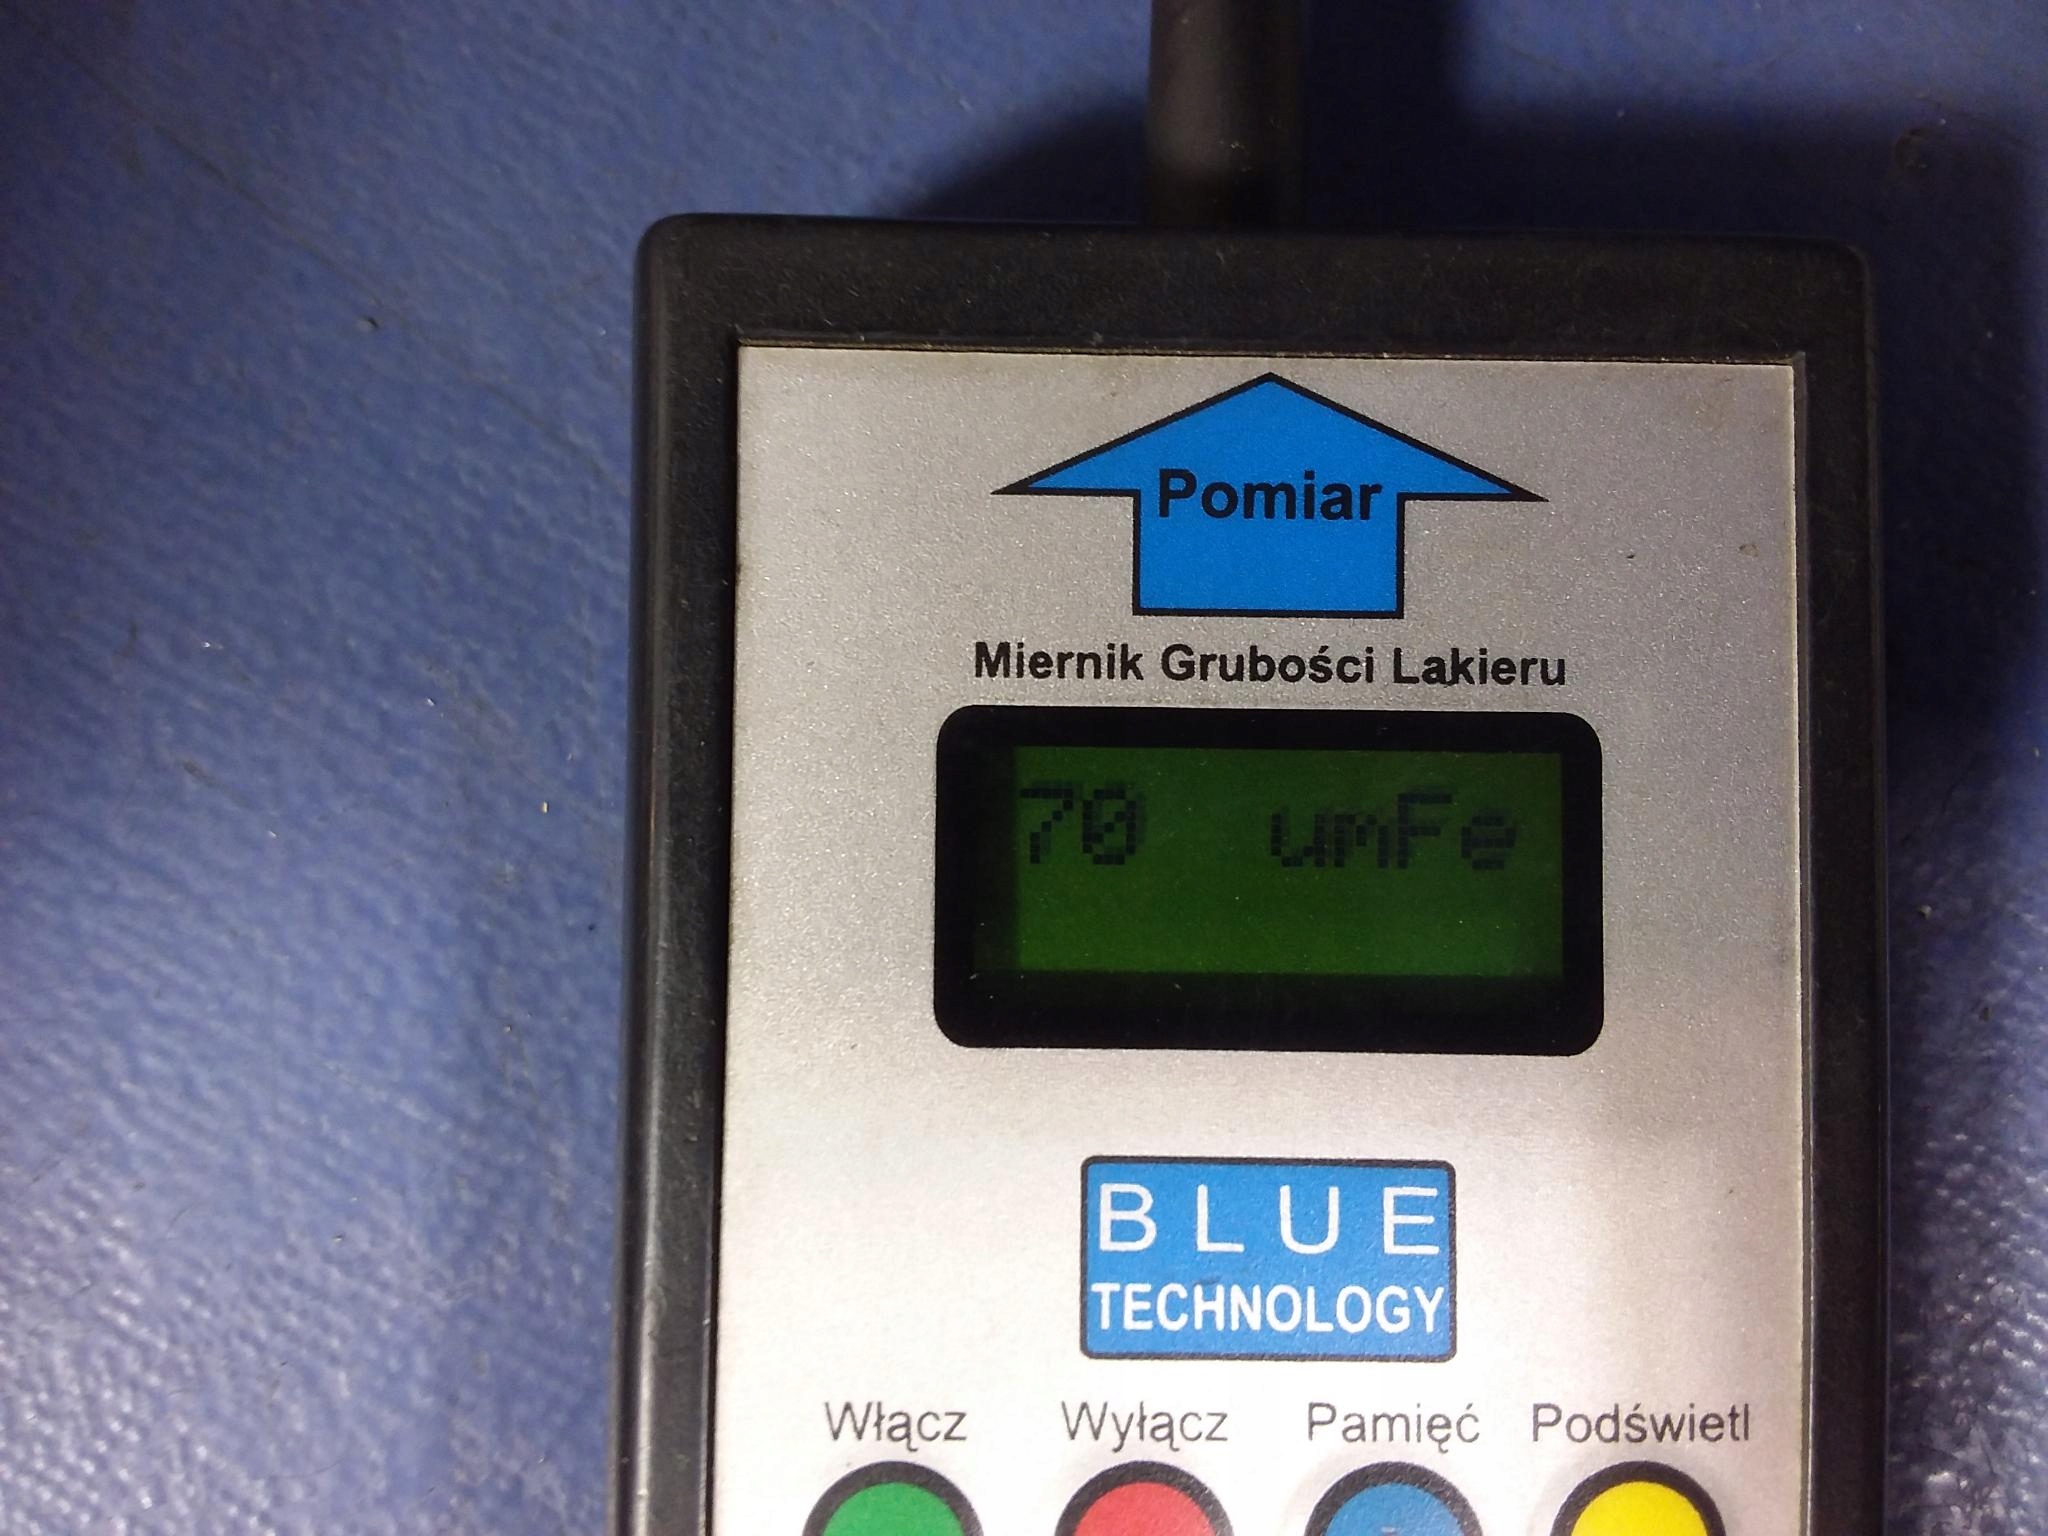 Pomiar
Miernik Grubości Lakieru
70 umFe
BLUE
TECHNOLOGY
Włącz Wyłącz Pamięć Podświetl